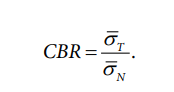 CBR = σ̅_T / σ̅_N.